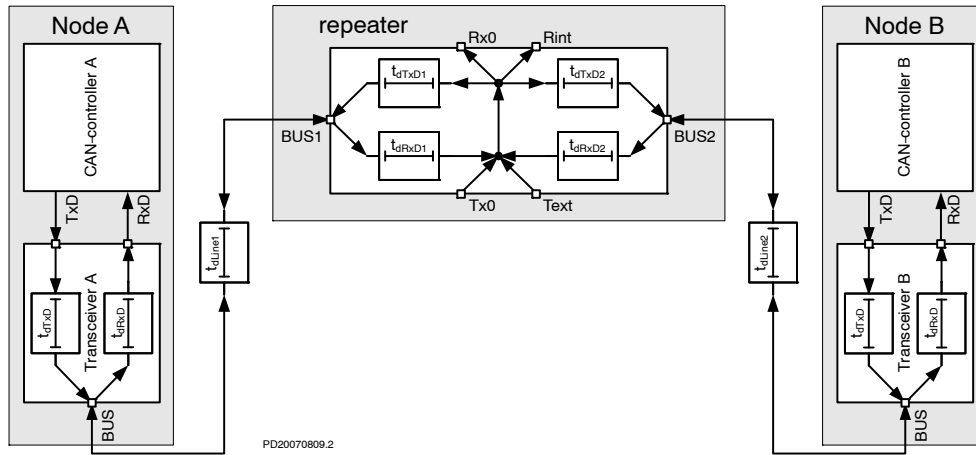 Node A
CAN-controller A
TxD
RxD
tdTxD
Transceiver A
tdRxD
BUS
tdLine1
repeater
Rx0
Rint
tdTxD1
tdTxD2
BUS1
BUS2
tdRxD1
tdRxD2
Tx0
Text
tdLine2
Node B
CAN-controller B
TxD
RxD
tdTxD
Transceiver B
tdRxD
BUS
PD20070809.2